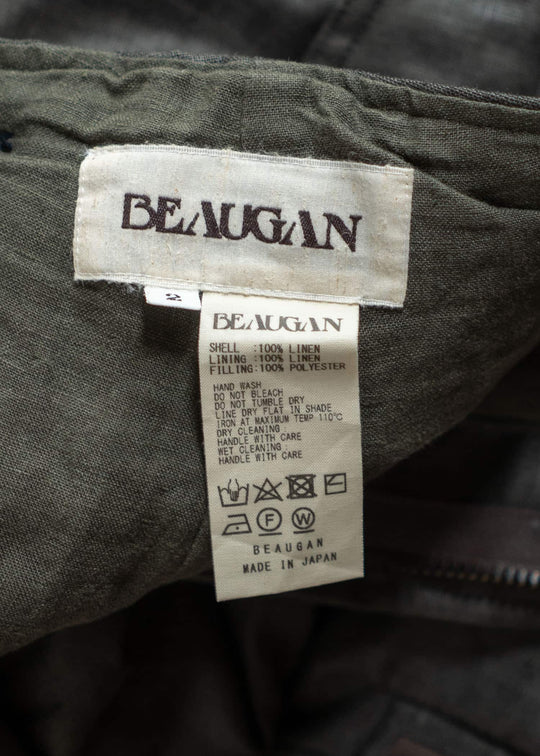 BEAUGAN
2
BEAUGAN
SHELL :100% LINEN
LINING :100% LINEN
FILLING:100% POLYESTER
HAND WASH
DO NOT BLEACH
DO NOT TUMBLE DRY
LINE DRY FLAT IN SHADE
IRON AT MAXIMUM TEMP 110℃
DRY CLEANING :
HANDLE WITH CARE
WET CLEANING :
HANDLE WITH CARE
F W
BEAUGAN
MADE IN JAPAN